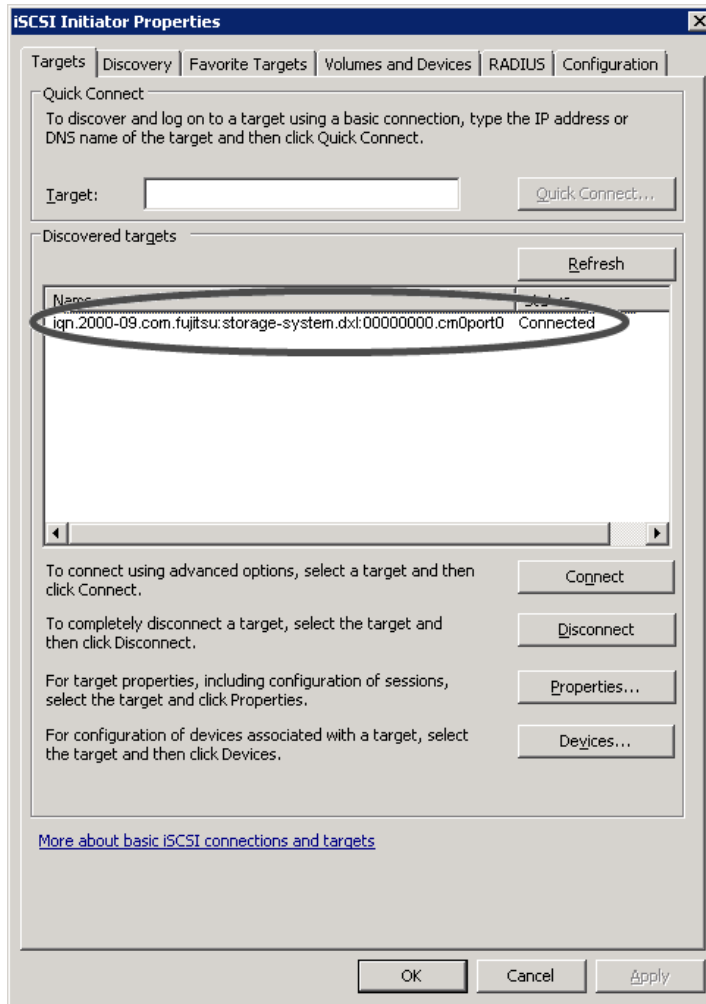 iSCSI Initiator Properties
Targets Discovery Favorite Targets Volumes and Devices RADIUS Configuration
Quick Connect
To discover and log on to a target using a basic connection, type the IP address or
DNS name of the target and then click Quick Connect.
Target: Quick Connect...
Discovered targets
Refresh
Name Status
iqn.2000-09.com.fujitsu:storage-system.dxl:00000000.cm0port0 Connected
To connect using advanced options, select a target and then
click Connect.
Connect
To completely disconnect a target, select the target and
then click Disconnect.
Disconnect
For target properties, including configuration of sessions,
select the target and click Properties.
Properties...
For configuration of devices associated with a target, select
the target and then click Devices.
Devices...
More about basic iSCSI connections and targets
OK Cancel Apply